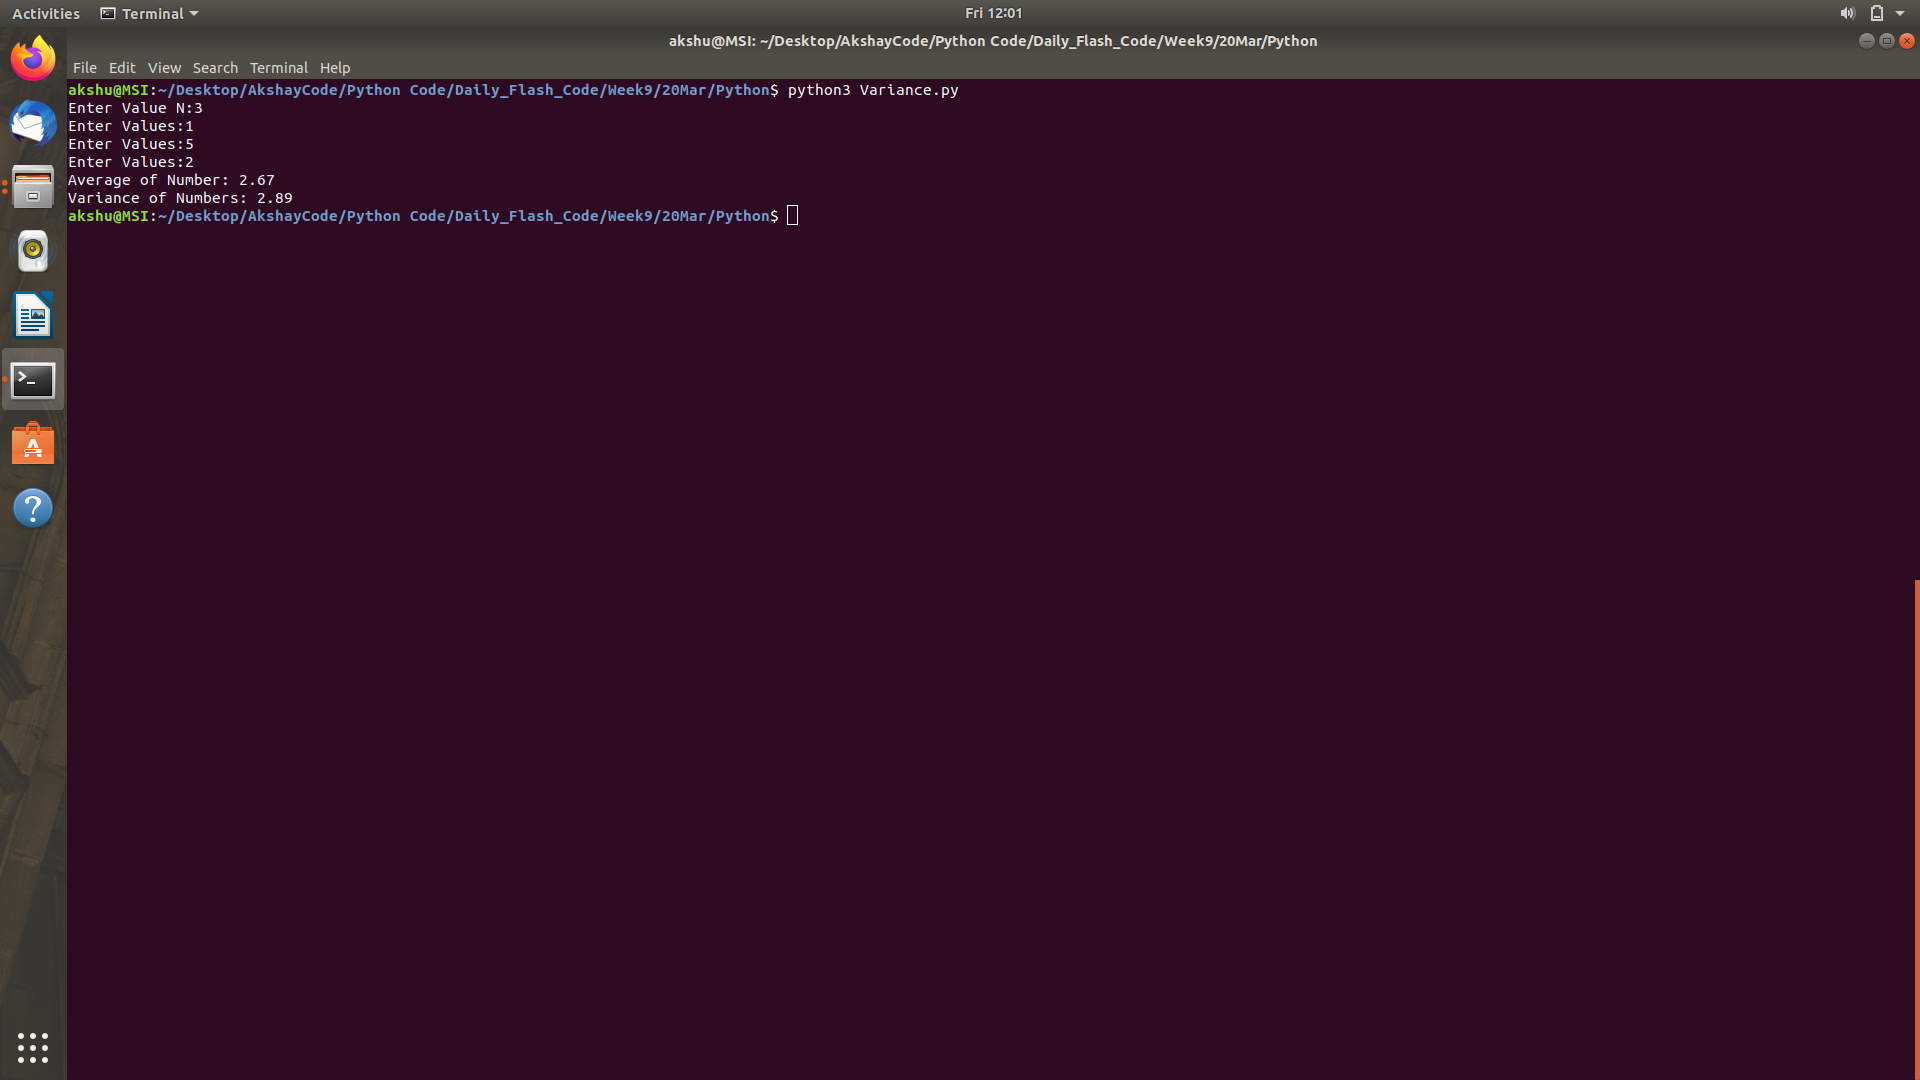 Activities Terminal Fri 12:01
akshu@MSI: ~/Desktop/AkshayCode/Python Code/Daily_Flash_Code/Week9/20Mar/Python
File Edit View Search Terminal Help
akshu@MSI:~/Desktop/AkshayCode/Python Code/Daily_Flash_Code/Week9/20Mar/Python$ python3 Variance.py
Enter Value N:3
Enter Values:1
Enter Values:5
Enter Values:2
Average of Number: 2.67
Variance of Numbers: 2.89
akshu@MSI:~/Desktop/AkshayCode/Python Code/Daily_Flash_Code/Week9/20Mar/Python$